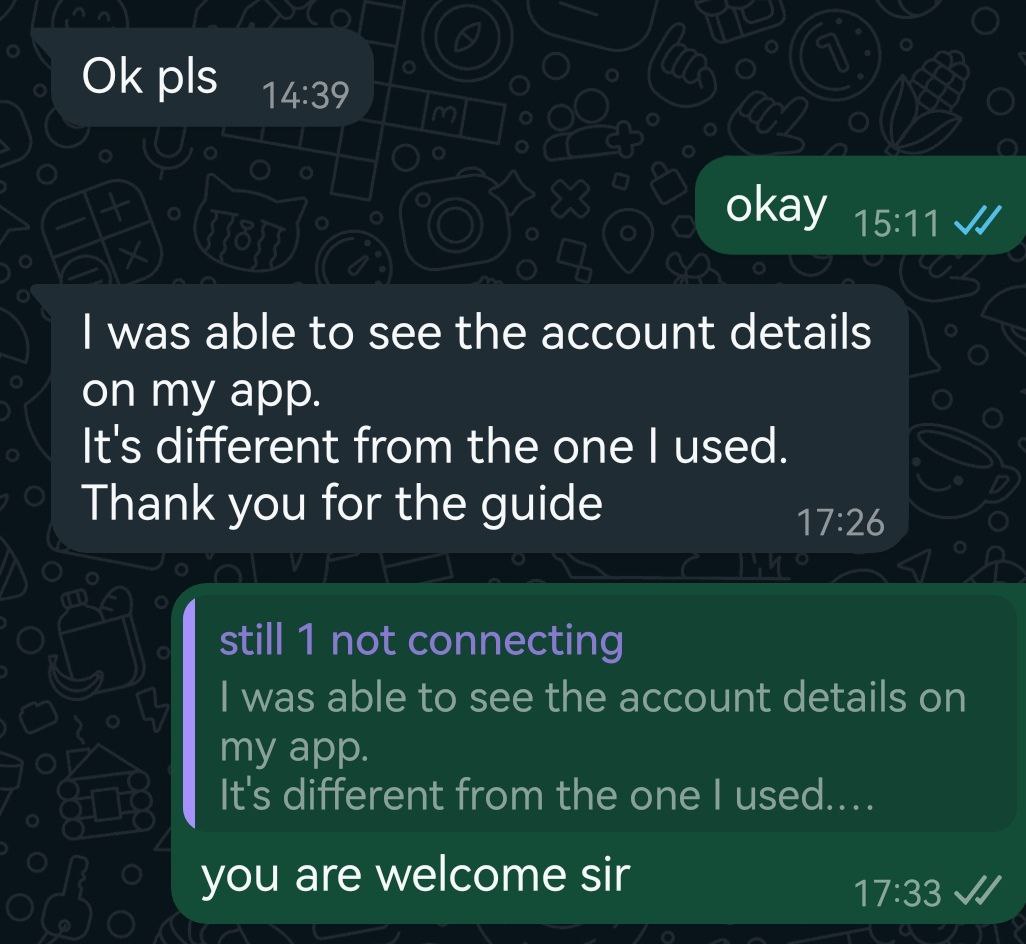 Ok pls 14:39
okay 15:11
I was able to see the account details
on my app.
It's different from the one I used.
Thank you for the guide 17:26
still 1 not connecting
I was able to see the account details on
my app.
It's different from the one I used....
you are welcome sir 17:33